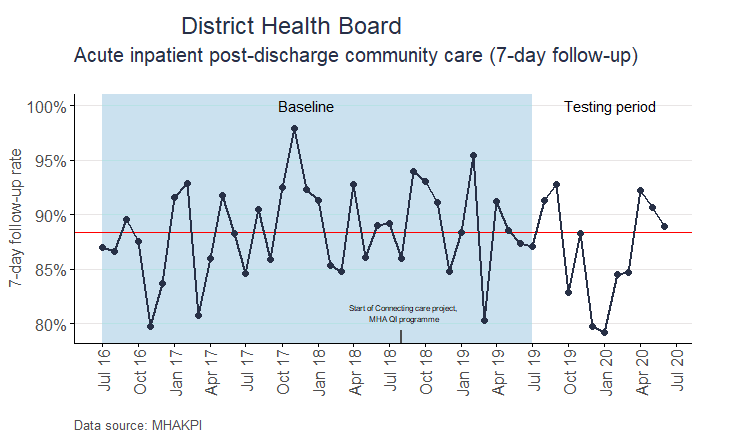 District Health Board
Acute inpatient post-discharge community care (7-day follow-up)
Baseline
Testing period
7-day follow-up rate
100%
95%
90%
85%
80%
Start of Connecting care project,
MHA QI programme
Jul 16
Oct 16
Jan 17
Apr 17
Jul 17
Oct 17
Jan 18
Apr 18
Jul 18
Oct 18
Jan 19
Apr 19
Jul 19
Oct 19
Jan 20
Apr 20
Jul 20
Data source: MHAKPI